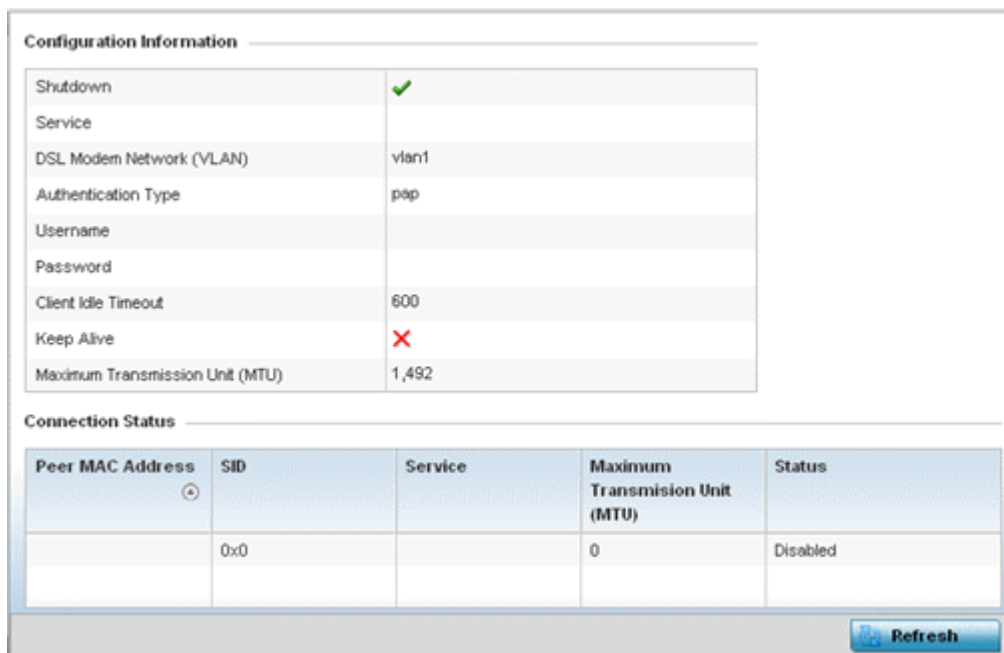 Configuration Information
Shutdown
Service
DSL Modem Network (VLAN) vlan1
Authentication Type pap
Username
Password
Client Idle Timeout 600
Keep Alive
Maximum Transmission Unit (MTU) 1,492
Connection Status
Peer MAC Address SID Service Maximum Status
Transmision Unit
(MTU)
0x0 0 Disabled
Refresh